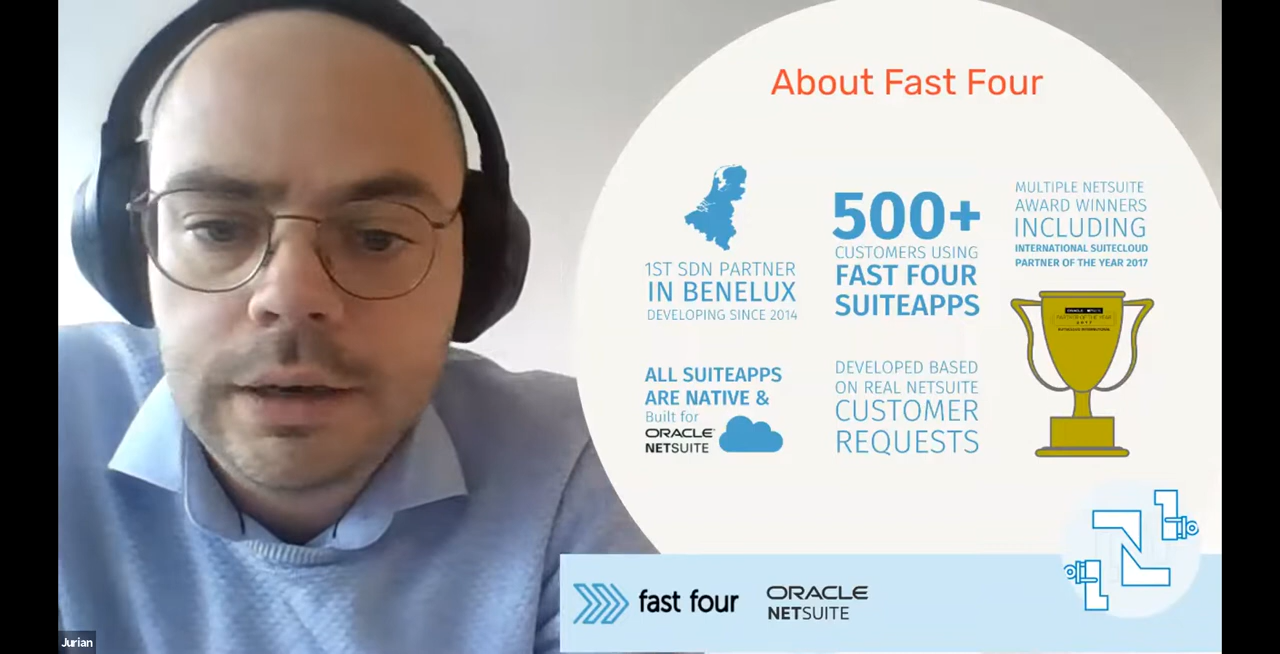 About Fast Four
1ST SDN PARTNER
IN BENELUX
DEVELOPING SINCE 2014
500+
CUSTOMERS USING
FAST FOUR
SUITEAPPS
MULTIPLE NETSUITE
AWARD WINNERS
INCLUDING
INTERNATIONAL SUITECLOUD
PARTNER OF THE YEAR 2017
ALL SUITEAPPS
ARE NATIVE &
Built for
ORACLE
NETSUITE
DEVELOPED BASED
ON REAL NETSUITE
CUSTOMER
REQUESTS
fast four
ORACLE
NETSUITE
Jurian